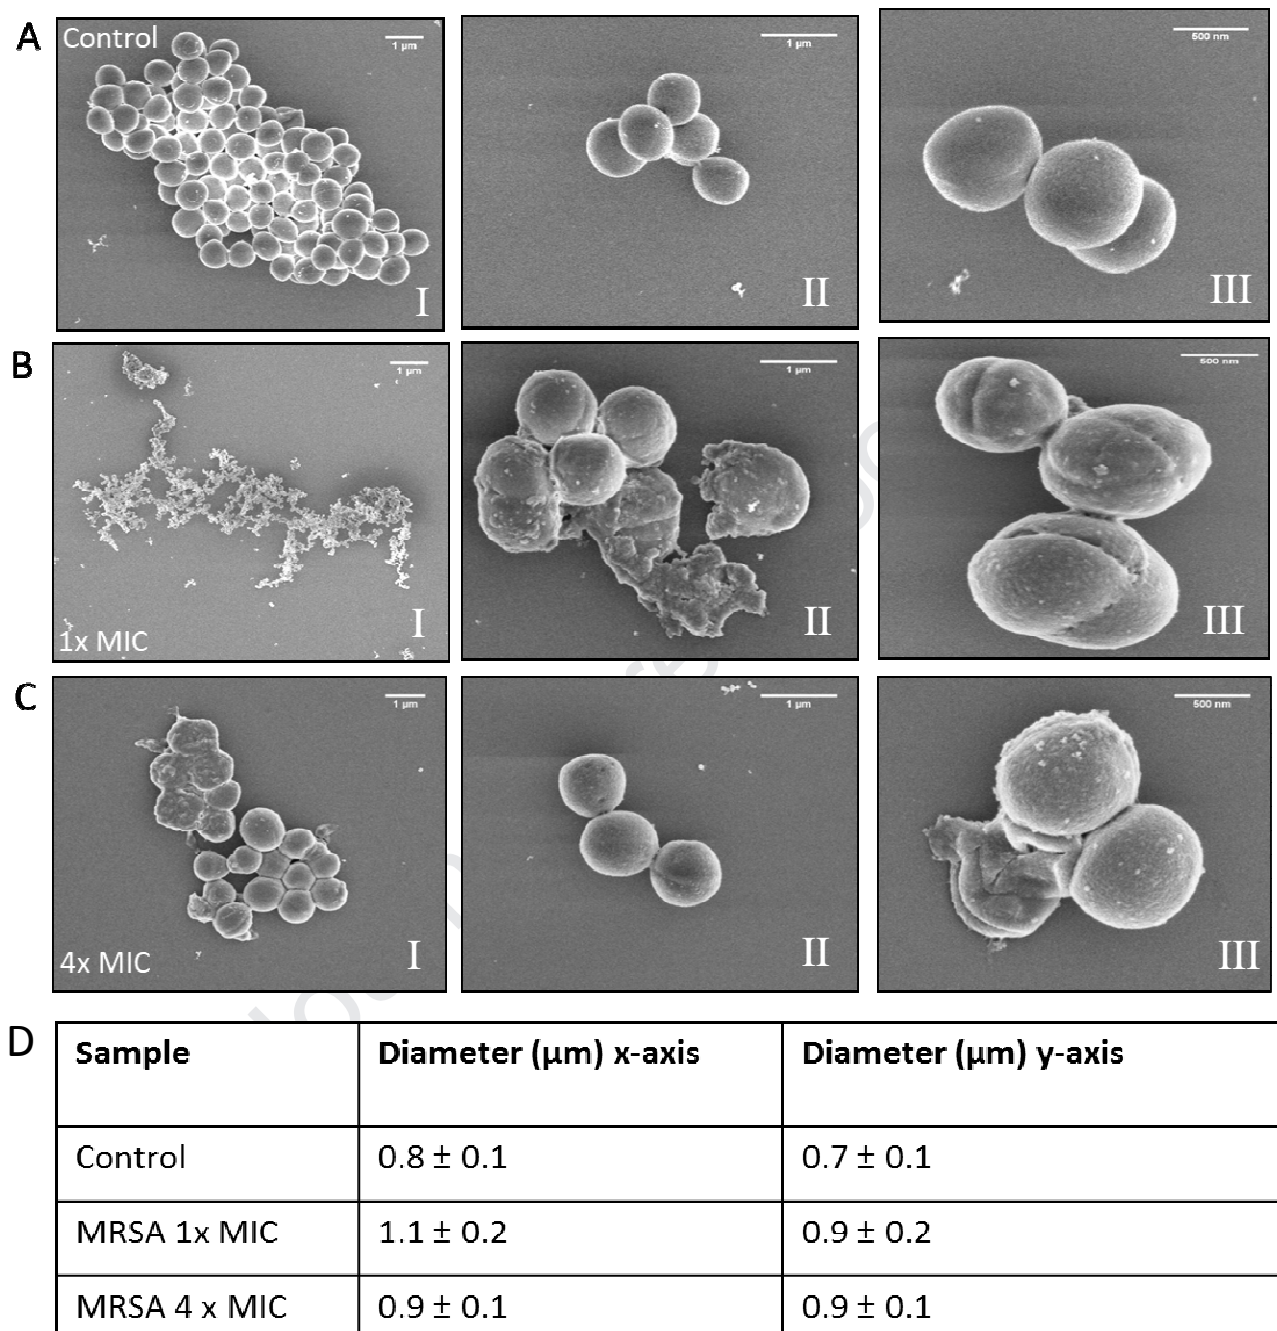 A
Control
1 µm
I
1 µm
II
500 nm
III
B
1 µm
1x MIC
I
1 µm
II
500 nm
III
C
1 µm
4x MIC
I
1 µm
II
500 nm
III
D
Sample Diameter (µm) x-axis Diameter (µm) y-axis
Control 0.8 ± 0.1 0.7 ± 0.1
MRSA 1x MIC 1.1 ± 0.2 0.9 ± 0.2
MRSA 4 x MIC 0.9 ± 0.1 0.9 ± 0.1